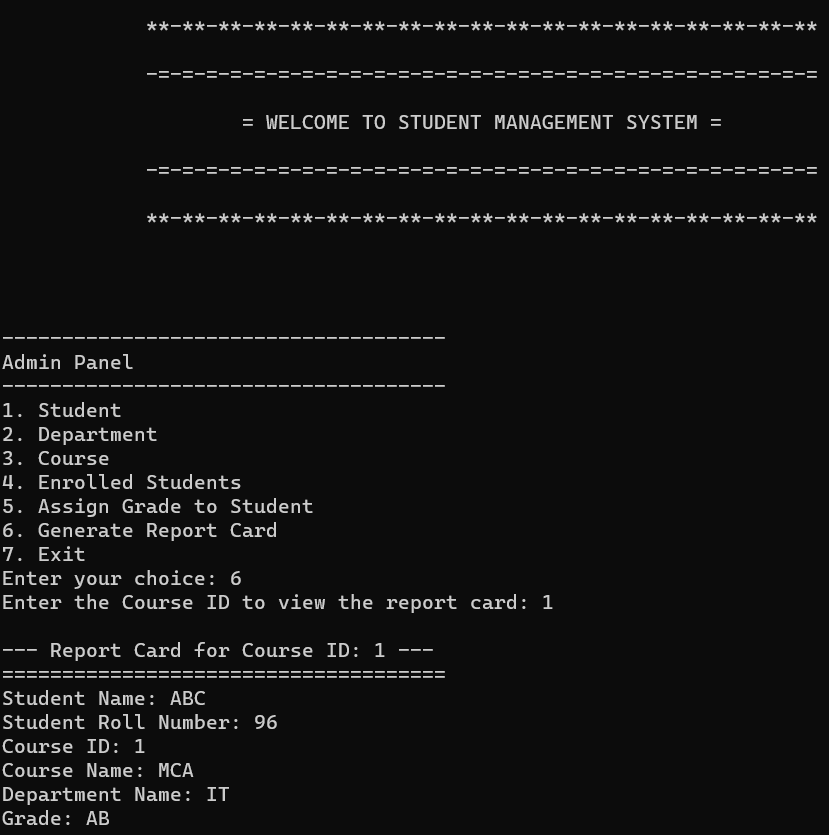 **-**-**-**-**-**-**-**-**-**-**-**-**-**-**-**-**-**-**
-=-=-=-=-=-=-=-=-=-=-=-=-=-=-=-=-=-=-=-=-=-=-=-=-=-=-=-=
= WELCOME TO STUDENT MANAGEMENT SYSTEM =
-=-=-=-=-=-=-=-=-=-=-=-=-=-=-=-=-=-=-=-=-=-=-=-=-=-=-=-=
**-**-**-**-**-**-**-**-**-**-**-**-**-**-**-**-**-**-**
-------------------------------------
Admin Panel
-------------------------------------
1. Student
2. Department
3. Course
4. Enrolled Students
5. Assign Grade to Student
6. Generate Report Card
7. Exit
Enter your choice: 6
Enter the Course ID to view the report card: 1
--- Report Card for Course ID: 1 ---
=====================================
Student Name: ABC
Student Roll Number: 96
Course ID: 1
Course Name: MCA
Department Name: IT
Grade: AB